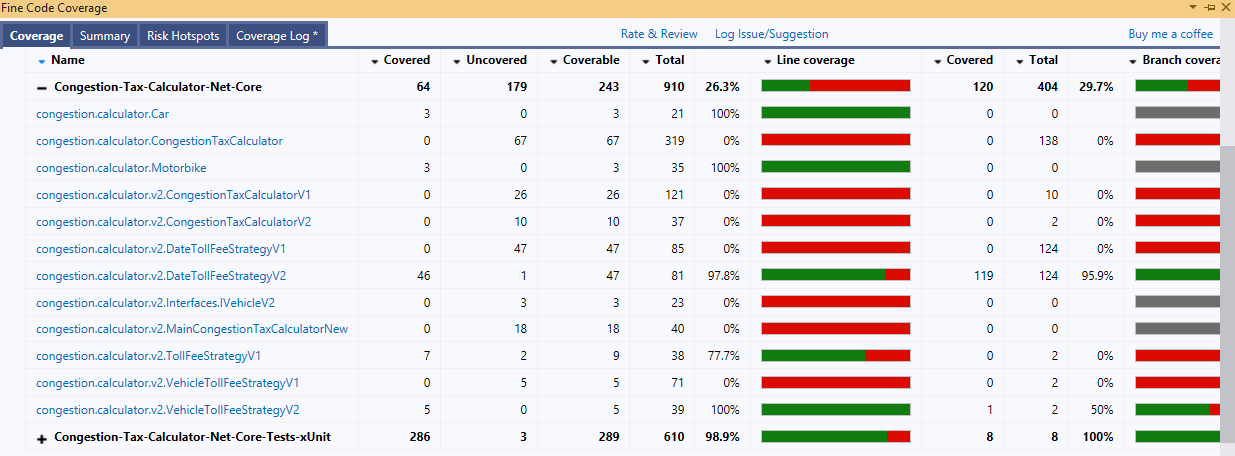 Fine Code Coverage
Coverage Summary Risk Hotspots Coverage Log * Rate & Review Log Issue/Suggestion Buy me a coffee
Name Covered Uncovered Coverable Total Line coverage Covered Total Branch covera
Congestion-Tax-Calculator-Net-Core 64 179 243 910 26.3% 120 404 29.7%
congestion.calculator.Car 3 0 3 21 100% 0 0
congestion.calculator.CongestionTaxCalculator 0 67 67 319 0% 0 138 0%
congestion.calculator.Motorbike 3 0 3 35 100% 0 0
congestion.calculator.v2.CongestionTaxCalculatorV1 0 26 26 121 0% 0 10 0%
congestion.calculator.v2.CongestionTaxCalculatorV2 0 10 10 37 0% 0 2 0%
congestion.calculator.v2.DateTollFeeStrategyV1 0 47 47 85 0% 0 124 0%
congestion.calculator.v2.DateTollFeeStrategyV2 46 1 47 81 97.8% 119 124 95.9%
congestion.calculator.v2.Interfaces.IVehicleV2 0 3 3 23 0% 0 0
congestion.calculator.v2.MainCongestionTaxCalculatorNew 0 18 18 40 0% 0 0
congestion.calculator.v2.TollFeeStrategyV1 7 2 9 38 77.7% 0 2 0%
congestion.calculator.v2.VehicleTollFeeStrategyV1 0 5 5 71 0% 0 2 0%
congestion.calculator.v2.VehicleTollFeeStrategyV2 5 0 5 39 100% 1 2 50%
Congestion-Tax-Calculator-Net-Core-Tests-xUnit 286 3 289 610 98.9% 8 8 100%